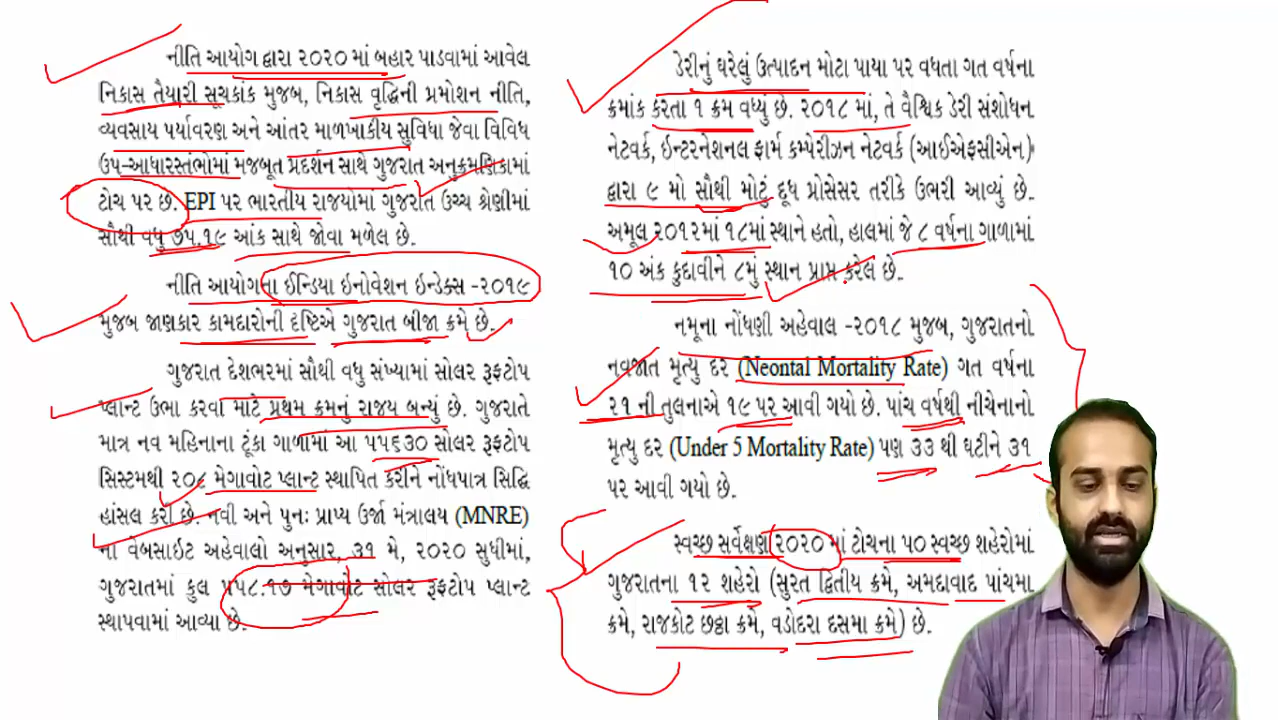 નીતિ આયોગ દ્વારા ૨૦૨૦ માં બહાર પાડવામાં આવેલ
નિકાસ તૈયારી સૂચકાંક મુજબ, નિકાસ વૃદ્ધિની પ્રમોશન નીતિ,
વ્યવસાય પર્યાવરણ અને આંતર માળખાકીય સુવિધા જેવા વિવિધ
ઉપ-આધારસ્તંભોમાં મજબૂત પ્રદર્શન સાથે ગુજરાત અનુક્રમણિકામાં
ટોચ પર છે. EPI પર ભારતીય રાજયોમાં ગુજરાત ઉચ્ચ શ્રેણીમાં
સૌથી વધુ ૭૫.૧૯ આંક સાથે જોવા મળેલ છે.
નીતિ આયોગના ઈન્ડિયા ઇનોવેશન ઇન્ડેક્સ -૨૦૧૯
મુજબ જાણકાર કામદારોની દૃષ્ટિએ ગુજરાત બીજા ક્રમે છે.
ગુજરાત દેશભરમાં સૌથી વધુ સંખ્યામાં સોલર રૂફટોપ
પ્લાન્ટ ઉભા કરવા માટે પ્રથમ ક્રમનું રાજય બન્યું છે. ગુજરાતે
માત્ર નવ મહિનાના ટૂંકા ગાળામાં આ ૫૫૬૩૦ સોલર રૂફટોપ
સિસ્ટમથી ૨૦૮ મેગાવોટ પ્લાન્ટ સ્થાપિત કરીને નોંધપાત્ર સિદ્ધિ
હાંસલ કરી છે. નવી અને પુનઃ પ્રાપ્ય ઉર્જા મંત્રાલય (MNRE)
ના વેબસાઇટ અહેવાલો અનુસાર, ૩૧ મે, ૨૦૨૦ સુધીમાં,
ગુજરાતમાં કુલ ૫૫૮.૧૭ મેગાવોટ સોલર રૂફટોપ પ્લાન્ટ
સ્થાપવામાં આવ્યા છે.
ડેરીનું ઘરેલું ઉત્પાદન મોટા પાયા પર વધતા ગત વર્ષના
ક્રમાંક કરતા ૧ ક્રમ વધ્યું છે. ૨૦૧૮ માં, તે વૈશ્વિક ડેરી સંશોધન
નેટવર્ક, ઇન્ટરનેશનલ ફાર્મ કમ્પેરીઝન નેટવર્ક (આઈએફસીએન)
દ્વારા ૯ મો સૌથી મોટું દૂધ પ્રોસેસર તરીકે ઉભરી આવ્યું છે.
અમૂલ ૨૦૧૨માં ૧૮માં સ્થાને હતો, હાલમાં જે ૮ વર્ષના ગાળામાં
૧૦ અંક કુદાવીને ૮મું સ્થાન પ્રાપ્ત કરેલ છે.
નમૂના નોંધણી અહેવાલ -૨૦૧૮ મુજબ, ગુજરાતનો
નવજાત મૃત્યુ દર (Neontal Mortality Rate) ગત વર્ષના
૨૧ ની તુલનાએ ૧૯ પર આવી ગયો છે. પાંચ વર્ષથી નીચેનાનો
મૃત્યુ દર (Under 5 Mortality Rate) પણ ૩૩ થી ઘટીને ૩૧
પર આવી ગયો છે.
સ્વચ્છ સર્વેક્ષણ ૨૦૨૦ માં ટોચના ૫૦ સ્વચ્છ શહેરોમાં
ગુજરાતના ૧૨ શહેરો (સુરત દ્વિતીય ક્રમે, અમદાવાદ પાંચમા
ક્રમે, રાજકોટ છઠ્ઠા ક્રમે, વડોદરા દસમા ક્રમે) છે.